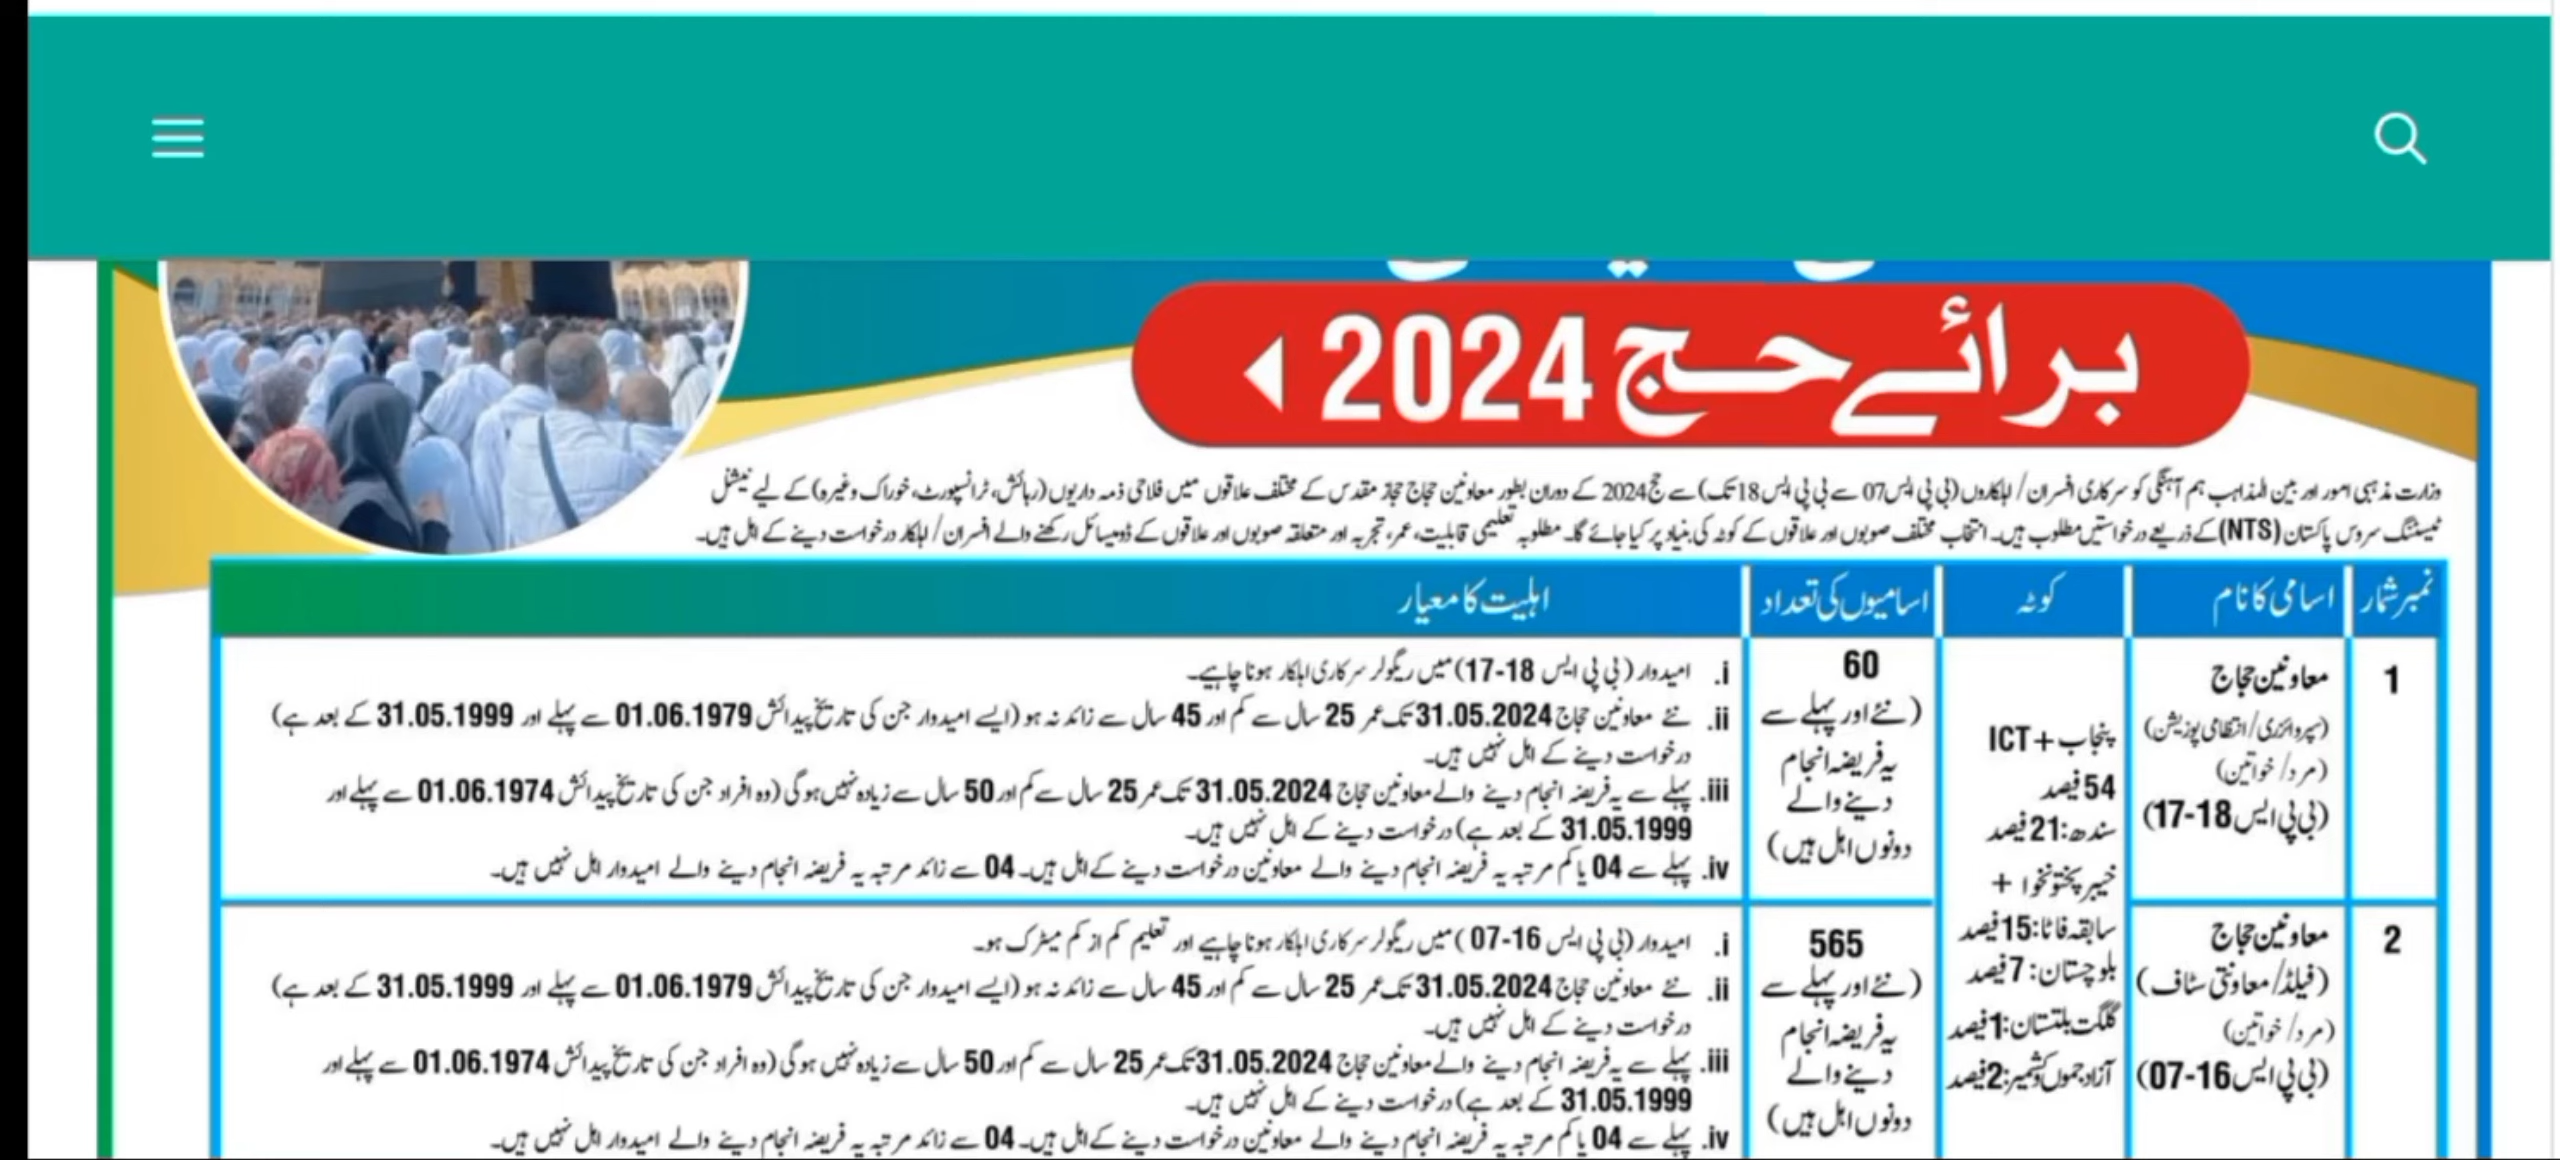 برائے حج 2024
وزارت مذہبی امور اور بین المذاہب ہم آہنگی کو سرکاری افسران/ اہلکاروں (بی پی ایس07 سے بی پی ایس18 تک) سے حج 2024 کے دوران بطور معاونین حجاج حجاز مقدس کے مختلف علاقوں میں فلاحی ذمہ داریوں (رہائش، ٹرانسپورٹ، خوراک وغیرہ) کے لیے نیشنل
ٹیسٹنگ سروس پاکستان (NTS) کے ذریعے درخواستیں مطلوب ہیں۔ انتخاب مختلف صوبوں اور علاقوں کے کوٹہ کی بنیاد پر کیا جائے گا۔ مطلوبہ تعلیمی قابلیت، عمر، تجربہ اور متعلقہ صوبوں اور علاقوں کے ڈومیسائل رکھنے والے افسران/ اہلکار درخواست دینے کے اہل ہیں۔
نمبر شمار اسامی کا نام کوٹہ اسامیوں کی تعداد اہلیت کا معیار
1
معاونین حجاج
(سپروائزری/انتظامی پوزیشن)
(مرد/ خواتین)
(بی پی ایس 18-17)
پنجاب + ICT
54 فیصد
سندھ: 21 فیصد
خیبر پختونخوا +
سابقہ فاٹا: 15 فیصد
بلوچستان: 7 فیصد
گلگت بلتستان: 1 فیصد
آزاد جموں و کشمیر: 2 فیصد
60
(نئے اور پہلے سے
یہ فریضہ انجام
دینے والے
دونوں اہل ہیں)
i. امیدوار (بی پی ایس 18-17) میں ریگولر سرکاری اہلکار ہونا چاہیے۔
ii. نئے معاونین حجاج 31.05.2024 تک عمر 25 سال سے کم اور 45 سال سے زائد نہ ہو (ایسے امیدوار جن کی تاریخ پیدائش 01.06.1979 سے پہلے اور 31.05.1999 کے بعد ہے)
درخواست دینے کے اہل نہیں ہیں۔
iii. پہلے سے یہ فریضہ انجام دینے والے معاونین حجاج 31.05.2024 تک عمر 25 سال سے کم اور 50 سال سے زیادہ نہیں ہوگی (وہ افراد جن کی تاریخ پیدائش 01.06.1974 سے پہلے اور
31.05.1999 کے بعد ہے) درخواست دینے کے اہل نہیں ہیں۔
iv. پہلے سے 04 یا کم مرتبہ یہ فریضہ انجام دینے والے معاونین درخواست دینے کے اہل ہیں۔ 04 سے زائد مرتبہ یہ فریضہ انجام دینے والے امیدوار اہل نہیں ہیں۔
2
معاونین حجاج
(فیلڈ/ معاونتی سٹاف)
(مرد/ خواتین)
(بی پی ایس 16-07)
565
(نئے اور پہلے سے
یہ فریضہ انجام
دینے والے
دونوں اہل ہیں)
i. امیدوار (بی پی ایس 16-07) میں ریگولر سرکاری اہلکار ہونا چاہیے اور تعلیم کم از کم میٹرک ہو۔
ii. نئے معاونین حجاج 31.05.2024 تک عمر 25 سال سے کم اور 45 سال سے زائد نہ ہو (ایسے امیدوار جن کی تاریخ پیدائش 01.06.1979 سے پہلے اور 31.05.1999 کے بعد ہے)
درخواست دینے کے اہل نہیں ہیں۔
iii. پہلے سے یہ فریضہ انجام دینے والے معاونین حجاج 31.05.2024 تک عمر 25 سال سے کم اور 50 سال سے زیادہ نہیں ہوگی (وہ افراد جن کی تاریخ پیدائش 01.06.1974 سے پہلے اور
31.05.1999 کے بعد ہے) درخواست دینے کے اہل نہیں ہیں۔
iv. پہلے سے 04 یا کم مرتبہ یہ فریضہ انجام دینے والے معاونین درخواست دینے کے اہل ہیں۔ 04 سے زائد مرتبہ یہ فریضہ انجام دینے والے امیدوار اہل نہیں ہیں۔